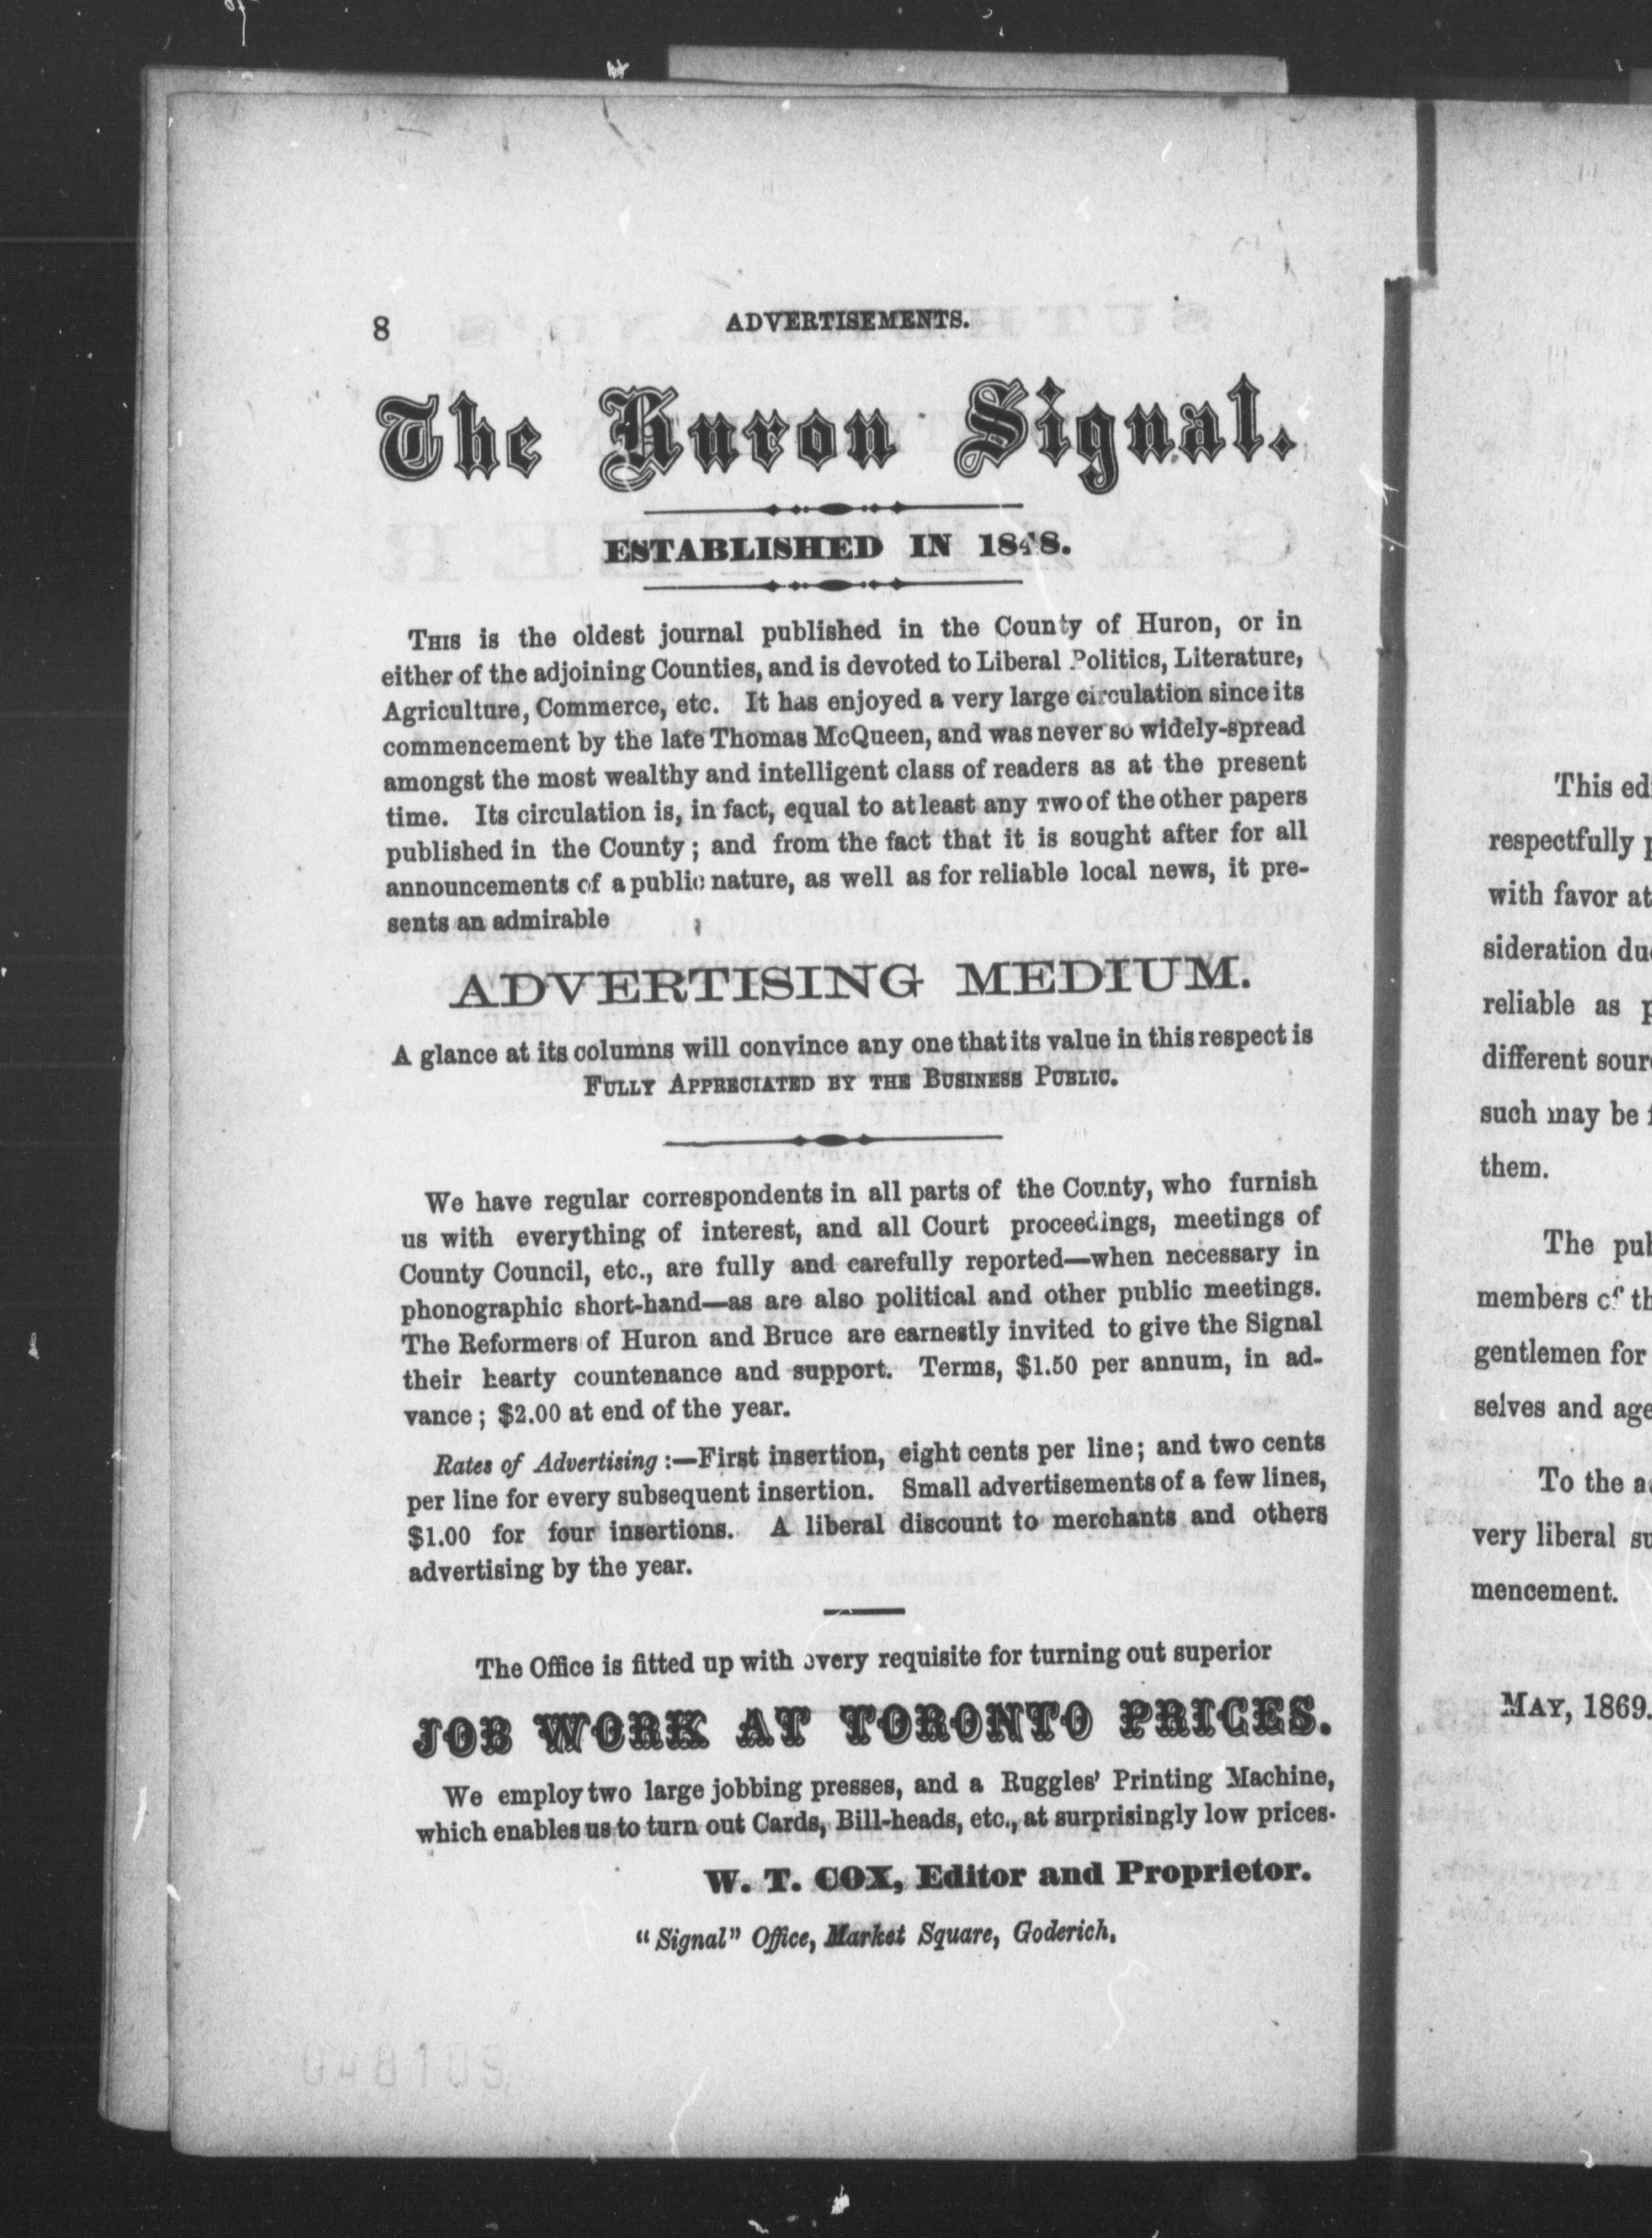 8
ADVERTISEMENTS.
The Huron Signal.
ESTABLISHED IN 1848.
THIS is the oldest journal published in the County of Huron, or in
either of the adjoining Counties, and is devoted to Liberal Politics, Literature,
Agriculture, Commerce, etc. It has enjoyed a very large circulation since its
commencement by the late Thomas McQueen, and was never so widely-spread
amongst the most wealthy and intelligent class of readers as at the present
time. Its circulation is, in fact, equal to at least any TWO of the other papers
published in the County; and from the fact that it is sought after for all
announcements of a public nature, as well as for reliable local news, it pre-
sents an admirable
ADVERTISING MEDIUM.
A glance at its columns will convince any one that its value in this respect is
FULLY APPRECIATED BY THE BUSINESS PUBLIC.
We have regular correspondents in all parts of the County, who furnish
us with everything of interest, and all Court proceedings, meetings of
County Council, etc., are fully and carefully reported—when necessary in
phonographic short-hand—as are also political and other public meetings.
The Reformers of Huron and Bruce are earnestly invited to give the Signal
their hearty countenance and support. Terms, $1.50 per annum, in ad-
vance; $2.00 at end of the year.
Rates of Advertising:—First insertion, eight cents per line; and two cents
per line for every subsequent insertion. Small advertisements of a few lines,
$1.00 for four insertions. A liberal discount to merchants and others
advertising by the year.
The Office is fitted up with every requisite for turning out superior
JOB WORK AT TORONTO PRICES.
We employ two large jobbing presses, and a Ruggles' Printing Machine,
which enables us to turn out Cards, Bill-heads, etc., at surprisingly low prices.
W. T. COX, Editor and Proprietor.
"Signal" Office, Market Square, Goderich,
048105
This
respectfully
with favor at
sideration
reliable as
different
such may be
them.
The
members of
gentlemen for
selves and
To the
very liberal
mencement.
MAY, 1869.